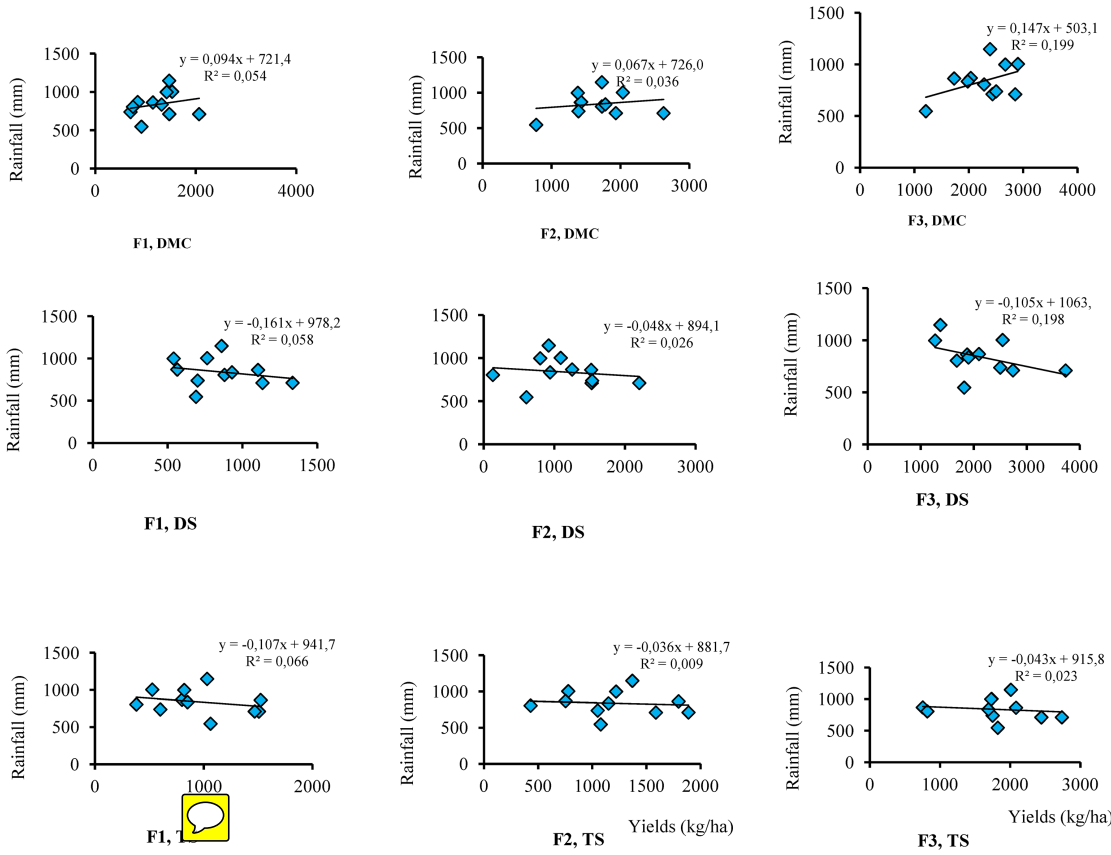 y = 0,094x + 721,4
R² = 0,054
Rainfall (mm)
1500
1000
500
0
0 2000 4000
F1, DMC
y = 0,067x + 726,0
R² = 0,036
Rainfall (mm)
1500
1000
500
0
0 1000 2000 3000
F2, DMC
y = 0,147x + 503,1
R² = 0,199
Rainfall (mm)
1500
1000
500
0
0 1000 2000 3000 4000
F3, DMC
y = -0,161x + 978,2
R² = 0,058
Rainfall (mm)
1500
1000
500
0
0 500 1000 1500
F1, DS
y = -0,048x + 894,1
R² = 0,026
Rainfall (mm)
1500
1000
500
0
0 1000 2000 3000
F2, DS
y = -0,105x + 1063,
R² = 0,198
Rainfall (mm)
1500
1000
500
0
0 1000 2000 3000 4000
F3, DS
y = -0,107x + 941,7
R² = 0,066
Rainfall (mm)
1500
1000
500
0
0 1000 2000
F1,
y = -0,036x + 881,7
R² = 0,009
Rainfall (mm)
1500
1000
500
0
0 500 1000 1500 2000
Yields (kg/ha)
F2, TS
y = -0,043x + 915,8
R² = 0,023
Rainfall (mm)
1500
1000
500
0
0 1000 2000 3000
Yields (kg/ha)
F3, TS